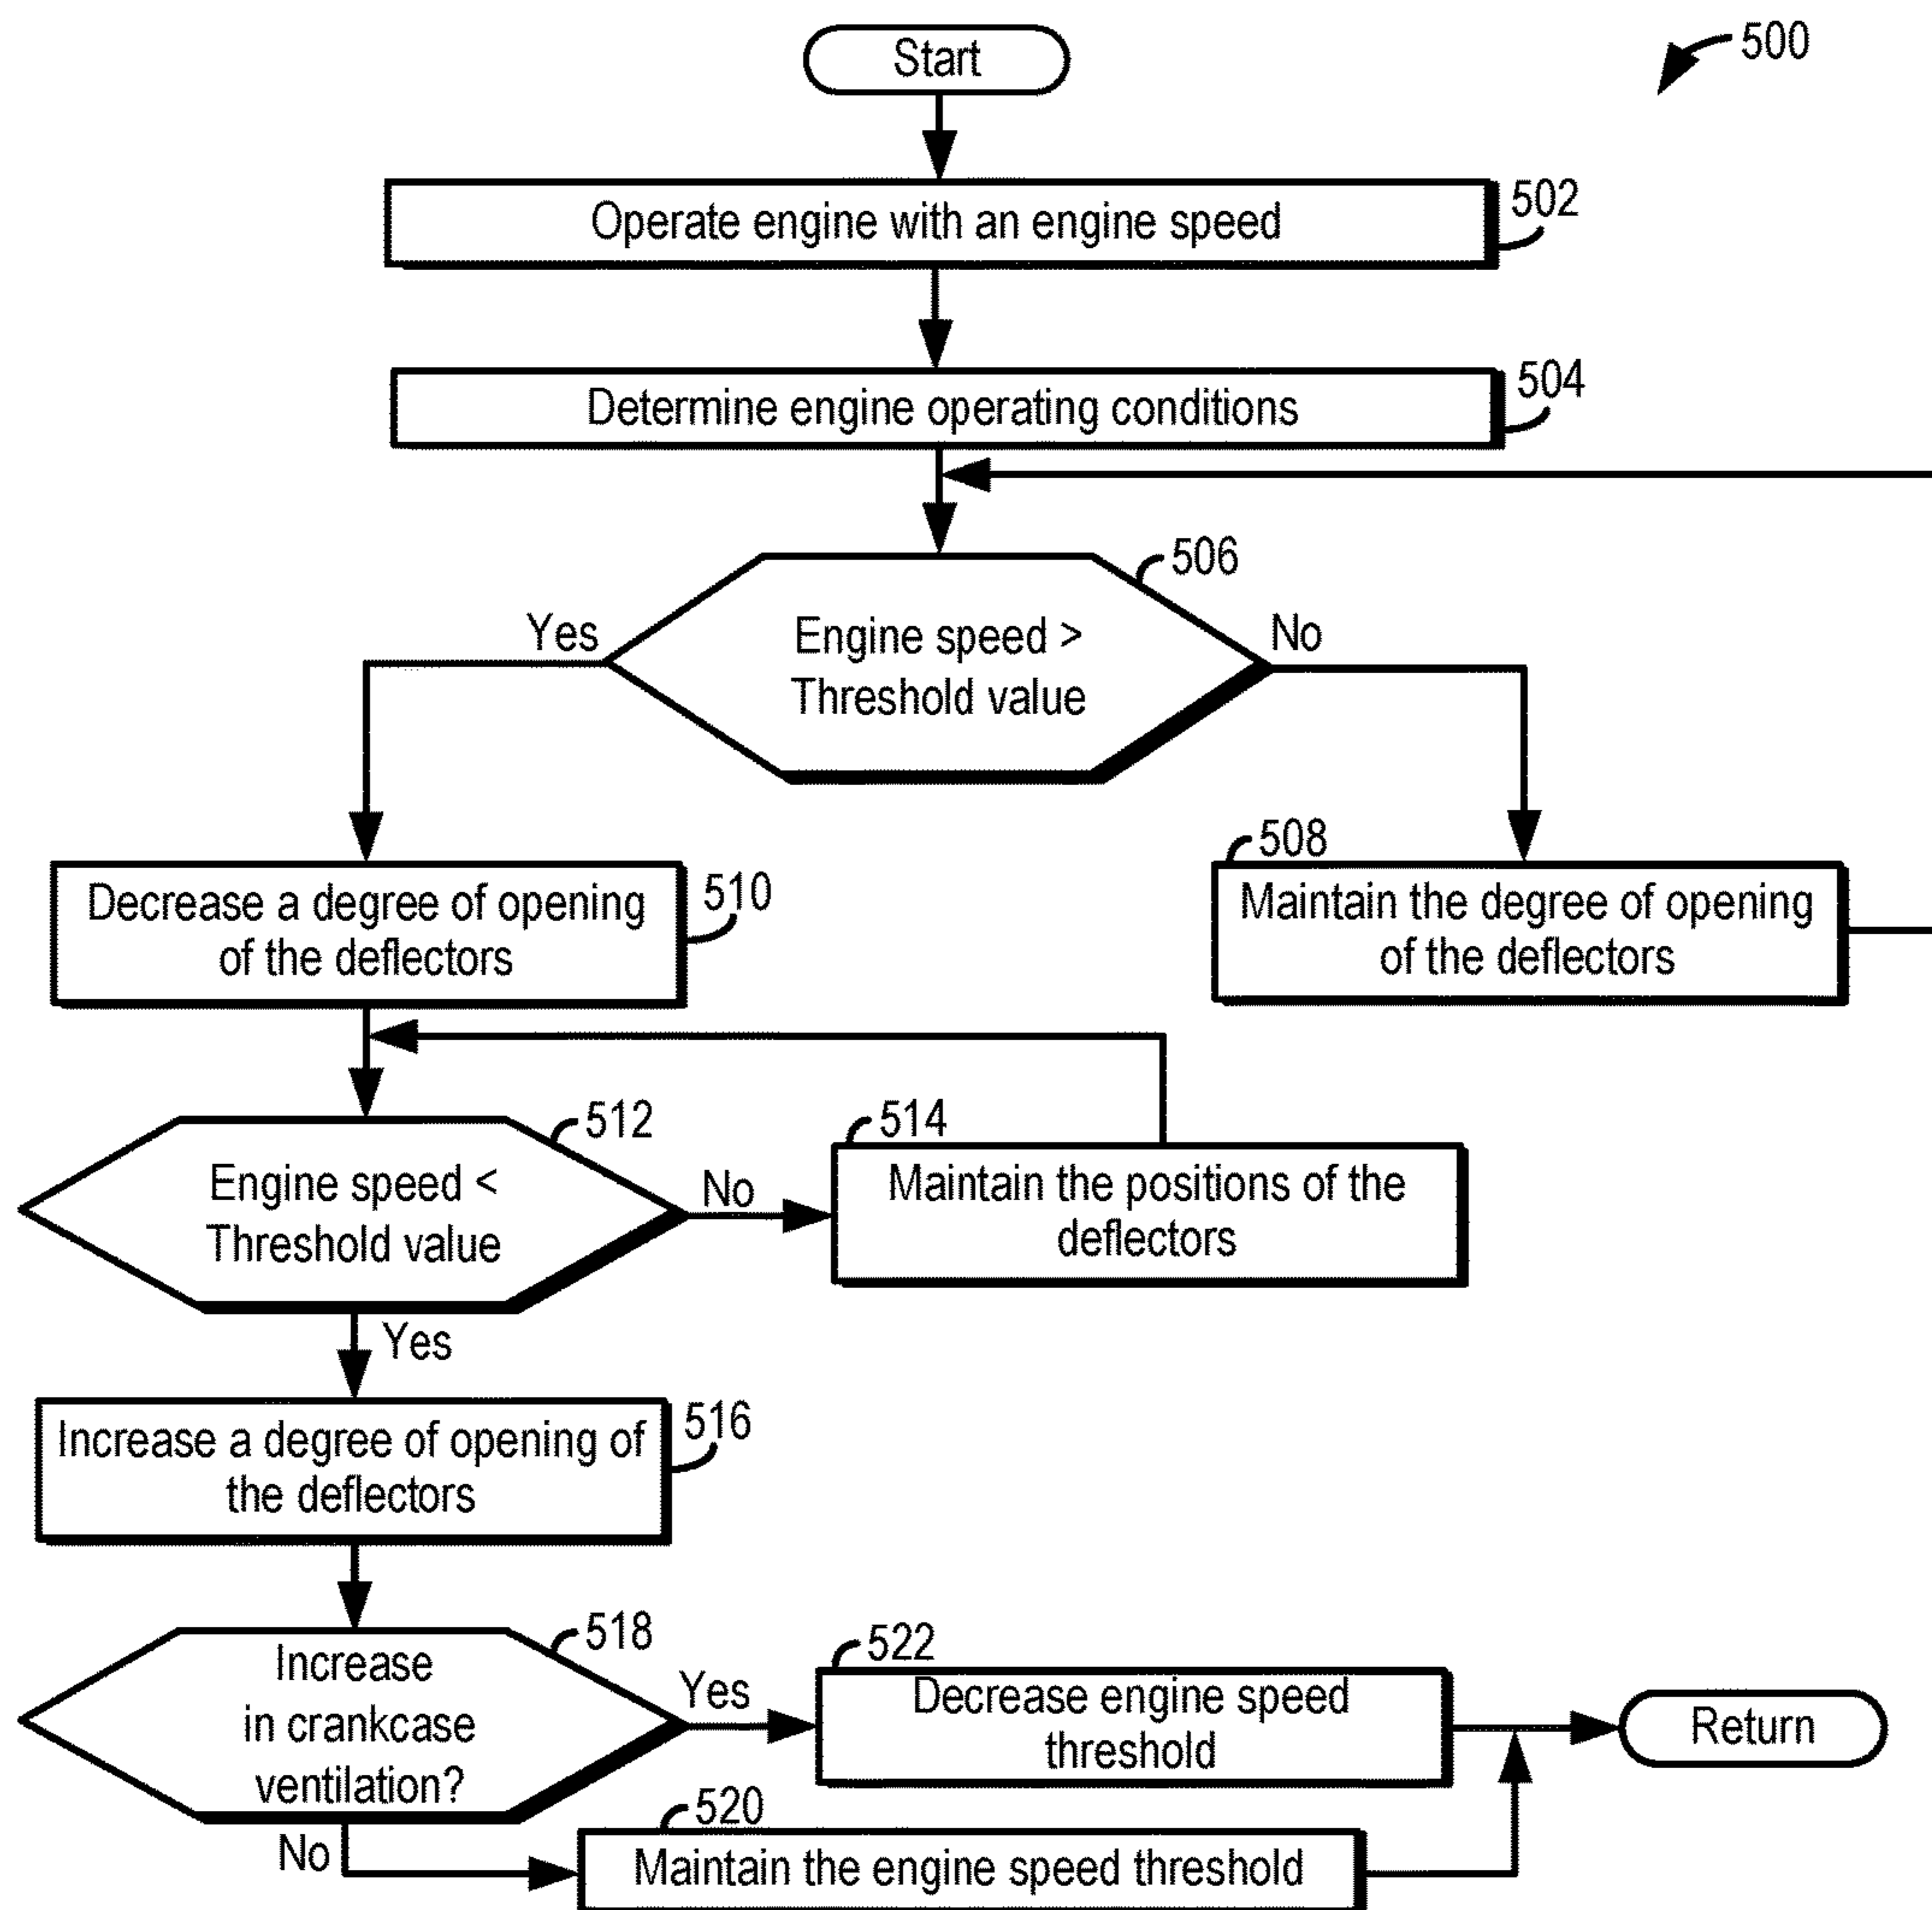 Start
500
Operate engine with an engine speed
502
Determine engine operating conditions
504
506
Yes
Engine speed >
Threshold value
No
510
Decrease a degree of opening
of the deflectors
508
Maintain the degree of opening
of the deflectors
512
Engine speed <
Threshold value
No
514
Maintain the positions of the
deflectors
Yes
516
Increase a degree of opening of
the deflectors
518
Increase
in crankcase
ventilation?
Yes
522
Decrease engine speed
threshold
Return
No
520
Maintain the engine speed threshold